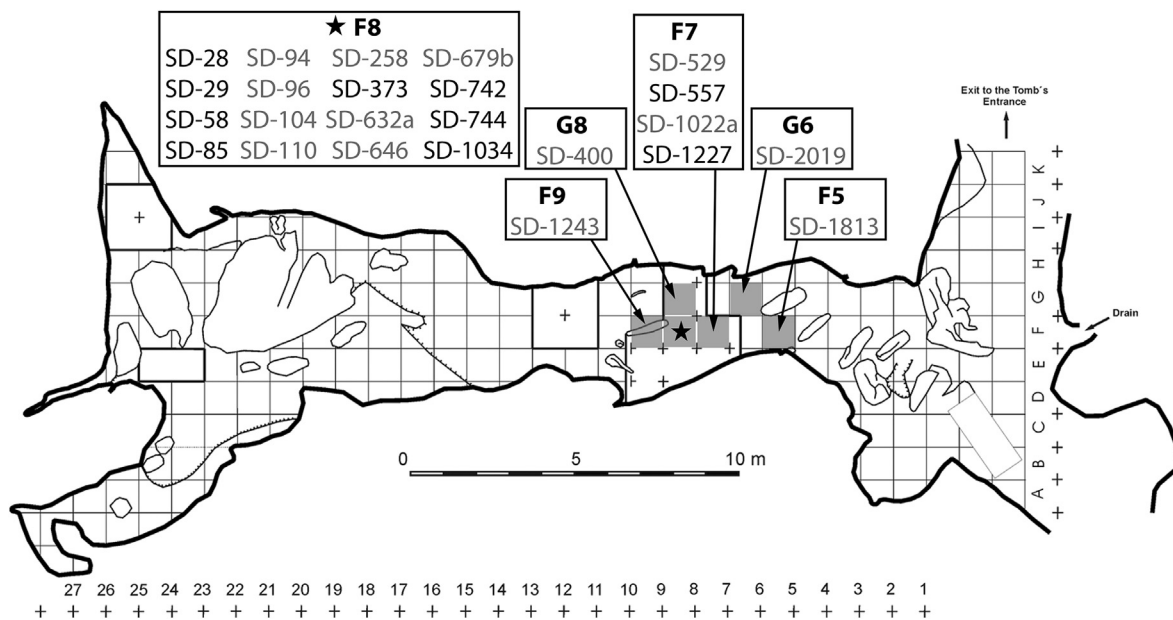 ★ F8
SD-28 SD-94 SD-258 SD-679b
SD-29 SD-96 SD-373 SD-742
SD-58 SD-104 SD-632a SD-744
SD-85 SD-110 SD-646 SD-1034
F7
SD-529
SD-557
SD-1022a
SD-1227
G8
SD-400
G6
SD-2019
F9
SD-1243
F5
SD-1813
Exit to the Tomb´s
Entrance
K
J
I
H
G
F
E
D
C
B
A
Drain
0 5 10 m
27 26 25 24 23 22 21 20 19 18 17 16 15 14 13 12 11 10 9 8 7 6 5 4 3 2 1